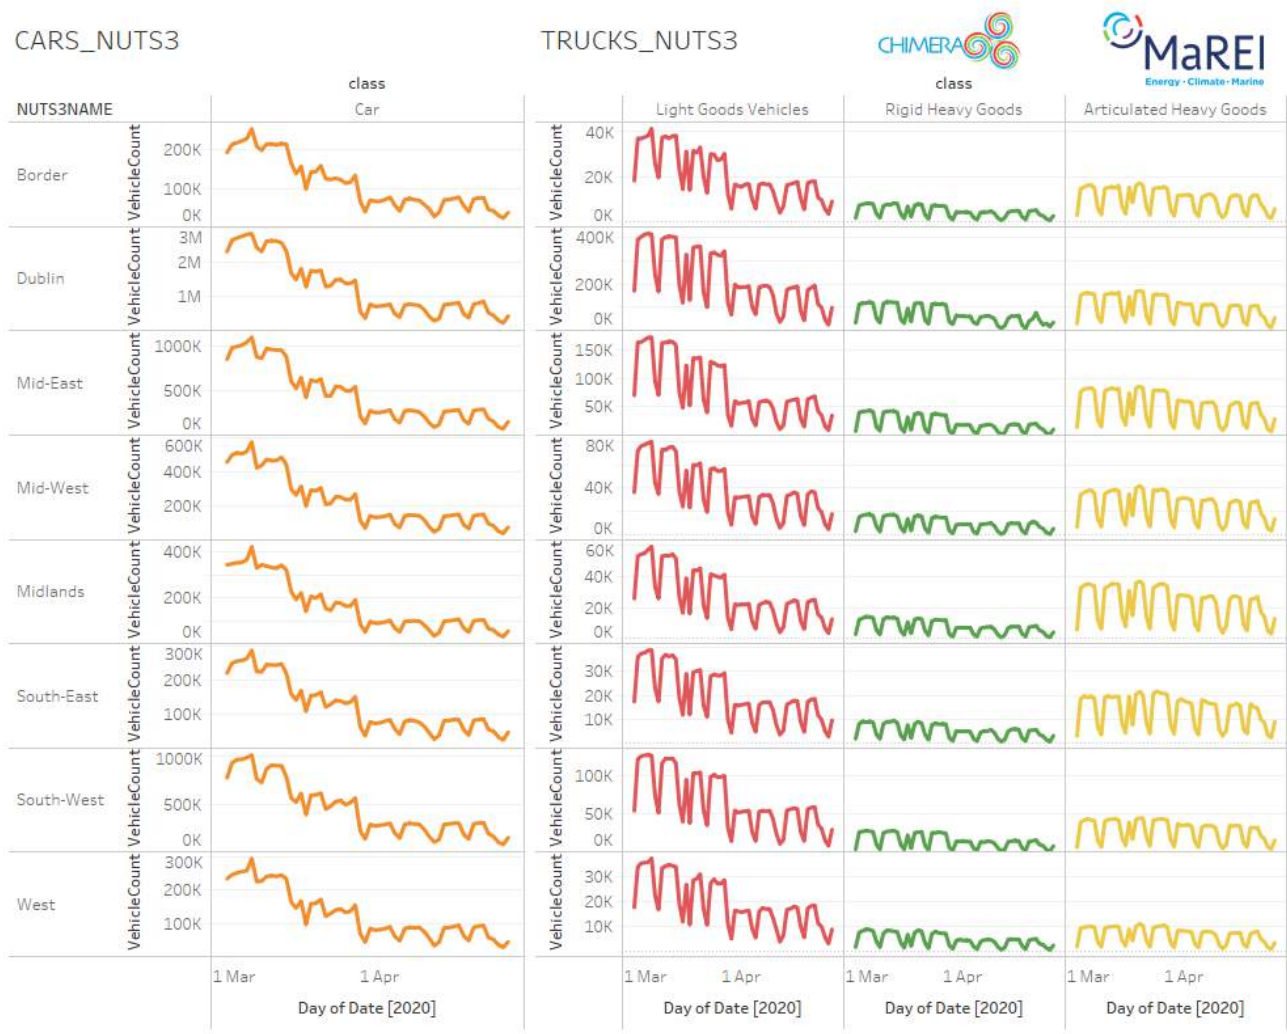 CARS_NUTS3
TRUCKS_NUTS3
CHIMERA
MaREI
Energy · Climate · Marine
class
class
NUTS3NAME
Car
Light Goods Vehicles
Rigid Heavy Goods
Articulated Heavy Goods
Border
VehicleCount
200K
100K
0K
VehicleCount
40K
20K
0K
Dublin
VehicleCount
3M
2M
1M
VehicleCount
400K
200K
0K
Mid-East
VehicleCount
1000K
500K
0K
VehicleCount
150K
100K
50K
Mid-West
VehicleCount
600K
400K
200K
VehicleCount
80K
40K
0K
Midlands
VehicleCount
400K
200K
0K
VehicleCount
60K
40K
20K
0K
South-East
VehicleCount
300K
200K
100K
VehicleCount
30K
20K
10K
South-West
VehicleCount
1000K
500K
0K
VehicleCount
100K
50K
0K
West
VehicleCount
300K
200K
100K
VehicleCount
30K
20K
10K
1 Mar
1 Apr
1 Mar
1 Apr
1 Mar
1 Apr
1 Mar
1 Apr
Day of Date [2020]
Day of Date [2020]
Day of Date [2020]
Day of Date [2020]